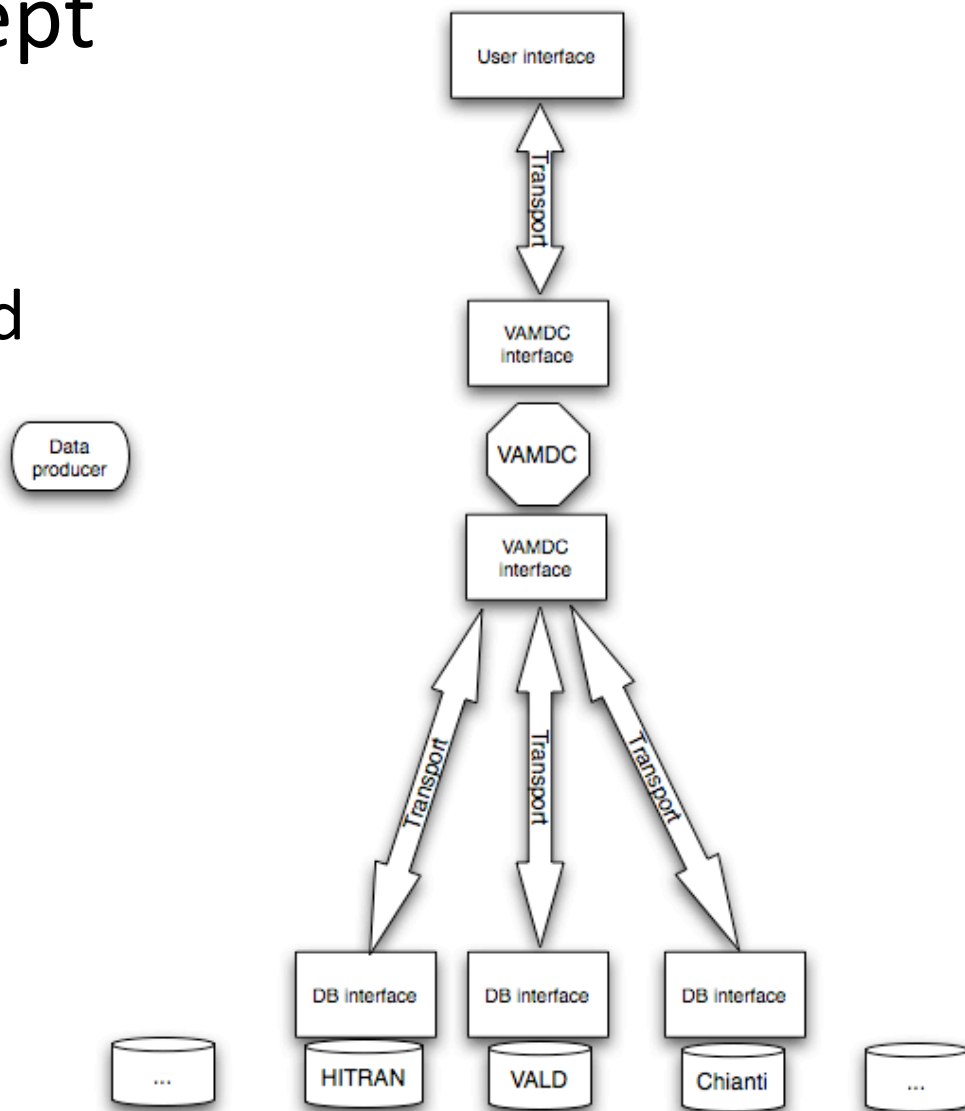 ept
User interface
Transport
d
VAMDC
interface
Data
producer
VAMDC
VAMDC
interface
Transport
Transport
Transport
DB interface
DB interface
DB interface
...
HITRAN
VALD
Chianti
...